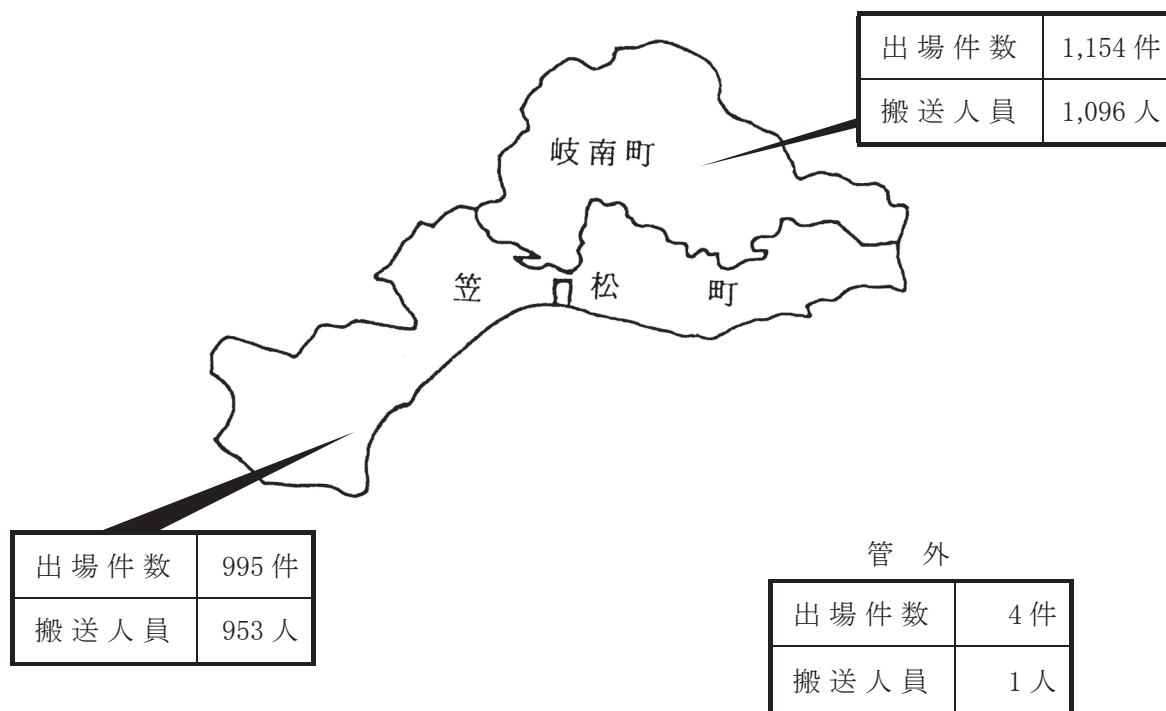 出場件数 1,154件
搬送人員 1,096人
岐南町
笠松町
出場件数 995件
搬送人員 953人
管外
出場件数 4件
搬送人員 1人